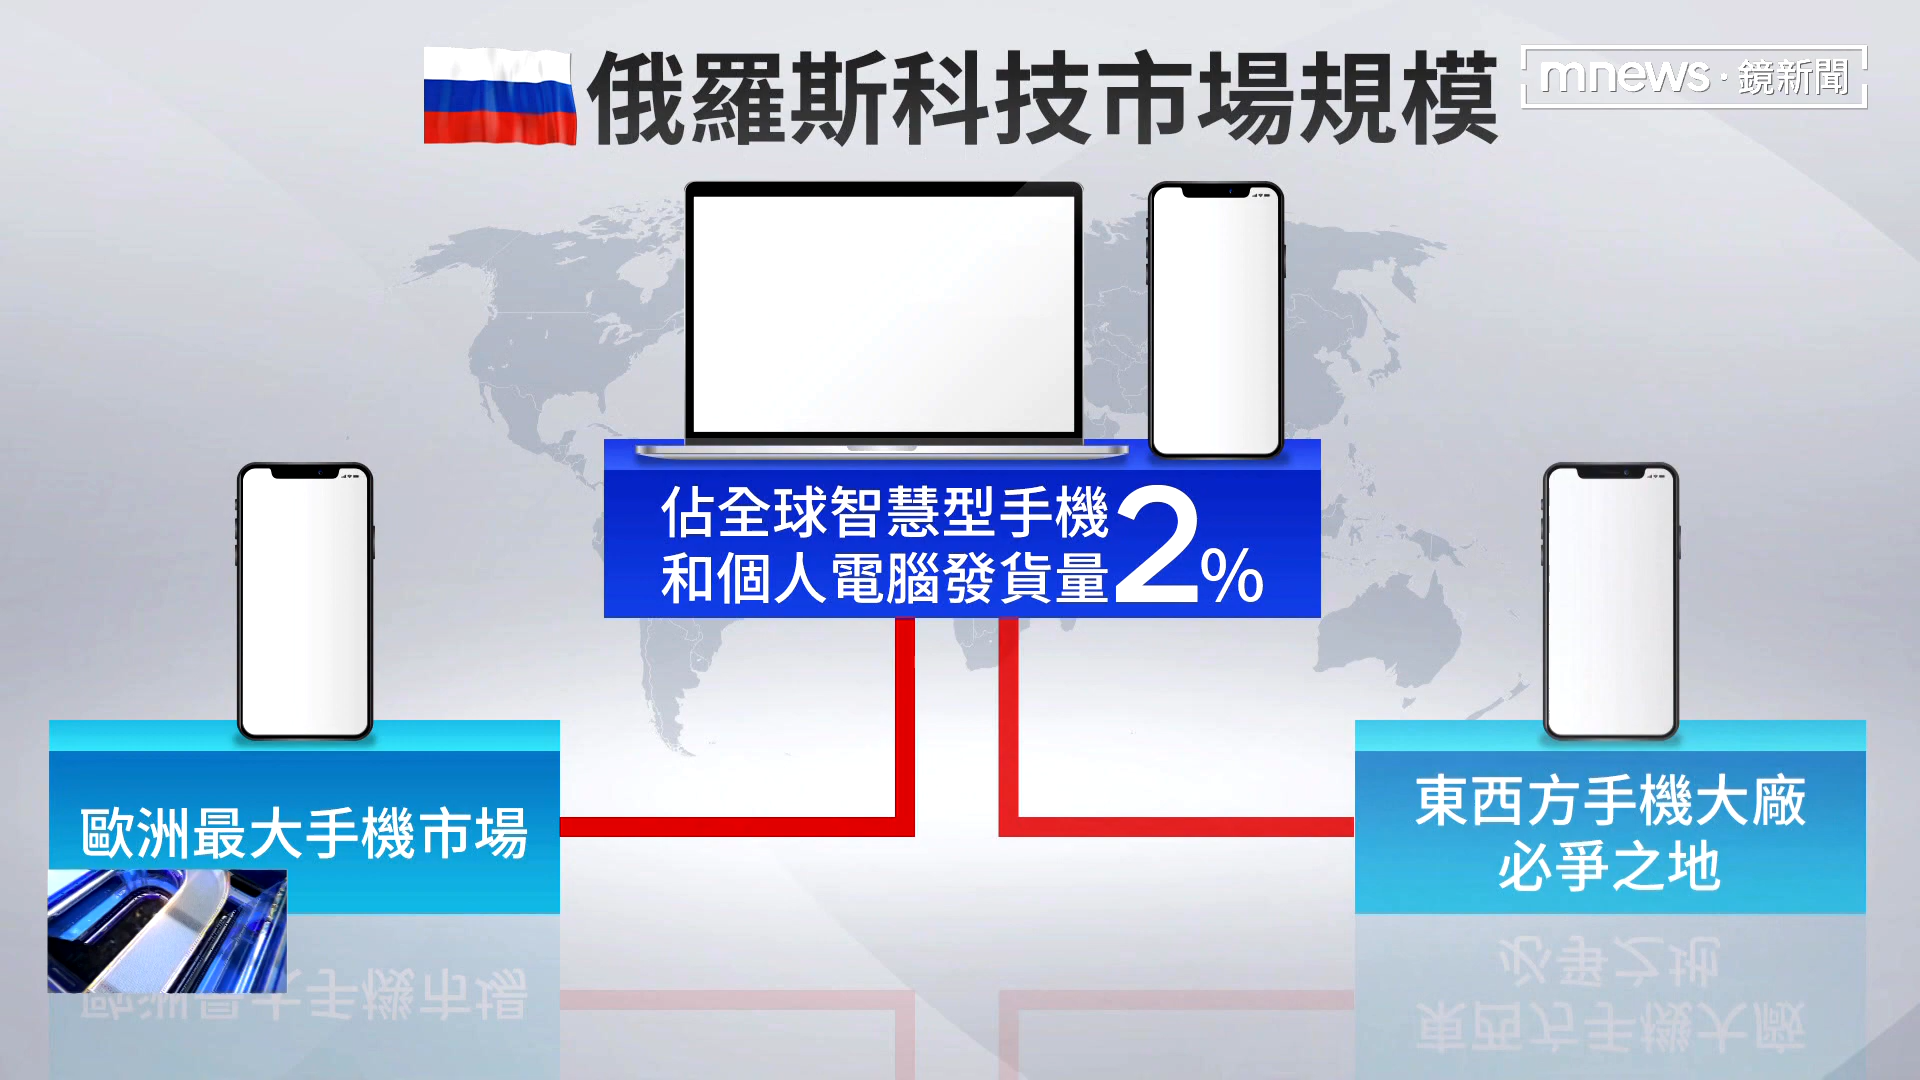 俄羅斯科技市場規模
mnews·鏡新聞
佔全球智慧型手機
和個人電腦發貨量2%
歐洲最大手機市場
東西方手機大廠
必爭之地